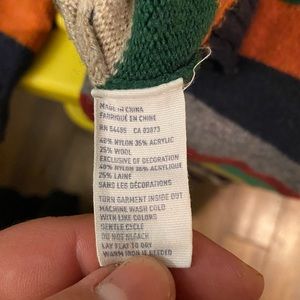 MADE IN CHINA
FABRIQUÉ EN CHINE
RN 54485 CA 03873
40% NYLON 35% ACRYLIC
25% WOOL
EXCLUSIVE OF DECORATION
40% NYLON 35% ACRYLIQUE
25% LAINE
SANS LES DÉCORATIONS
TURN GARMENT INSIDE OUT
MACHINE WASH COLD
WITH LIKE COLORS
GENTLE CYCLE
DO NOT BLEACH
LAY FLAT TO DRY
WARM IRON IF NEEDED